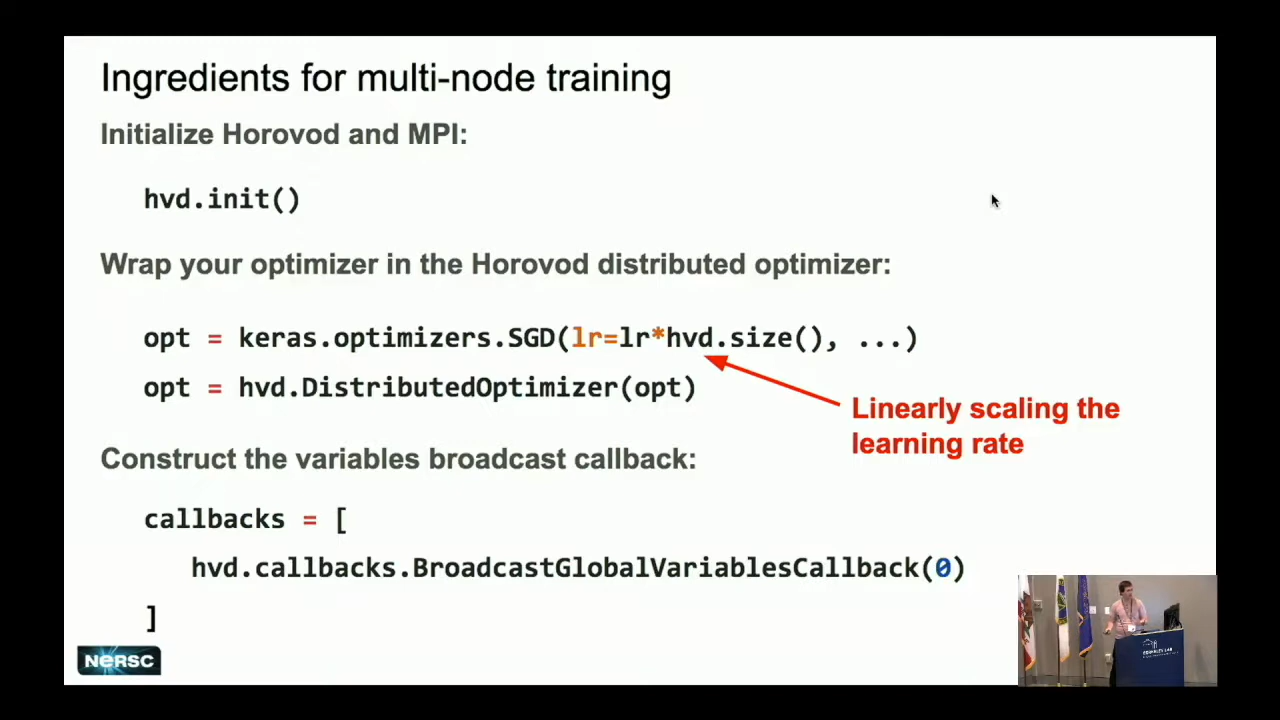 Ingredients for multi-node training
Initialize Horovod and MPI:
hvd.init()
Wrap your optimizer in the Horovod distributed optimizer:
opt = keras.optimizers.SGD(lr=lr*hvd.size(), ...)
opt = hvd.DistributedOptimizer(opt)
Linearly scaling the
learning rate
Construct the variables broadcast callback:
callbacks = [
hvd.callbacks.BroadcastGlobalVariablesCallback(0)
]
NERSC
BERKELEY LAB